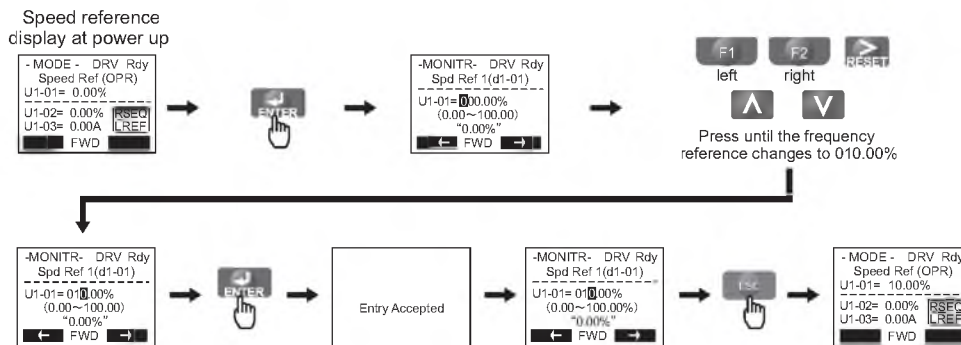 Speed reference
display at power up
- MODE - DRV Rdy
Speed Ref (OPR)
U1-01= 0.00%
U1-02= 0.00% RSEQ
U1-03= 0.00A LREF
FWD
ENTER
-MONITR- DRV Rdy
Spd Ref 1(d1-01)
U1-01=000.00%
(0.00~100.00)
“0.00%”
← FWD →
F1
left
F2
right
> RESET
Λ V
Press until the frequency
reference changes to 010.00%
-MONITR- DRV Rdy
Spd Ref 1(d1-01)
U1-01= 010.00%
(0.00~100.00)
“0.00%”
← FWD →
ENTER
Entry Accepted
-MONITR- DRV Rdy
Spd Ref 1(d1-01)
U1-01= 010.00%
(0.00~100.00%)
“0.00%”
← FWD →
ESC
- MODE - DRV Rdy
Speed Ref (OPR)
U1-01= 10.00%
U1-02= 0.00% RSEQ
U1-03= 0.00A LREF
FWD